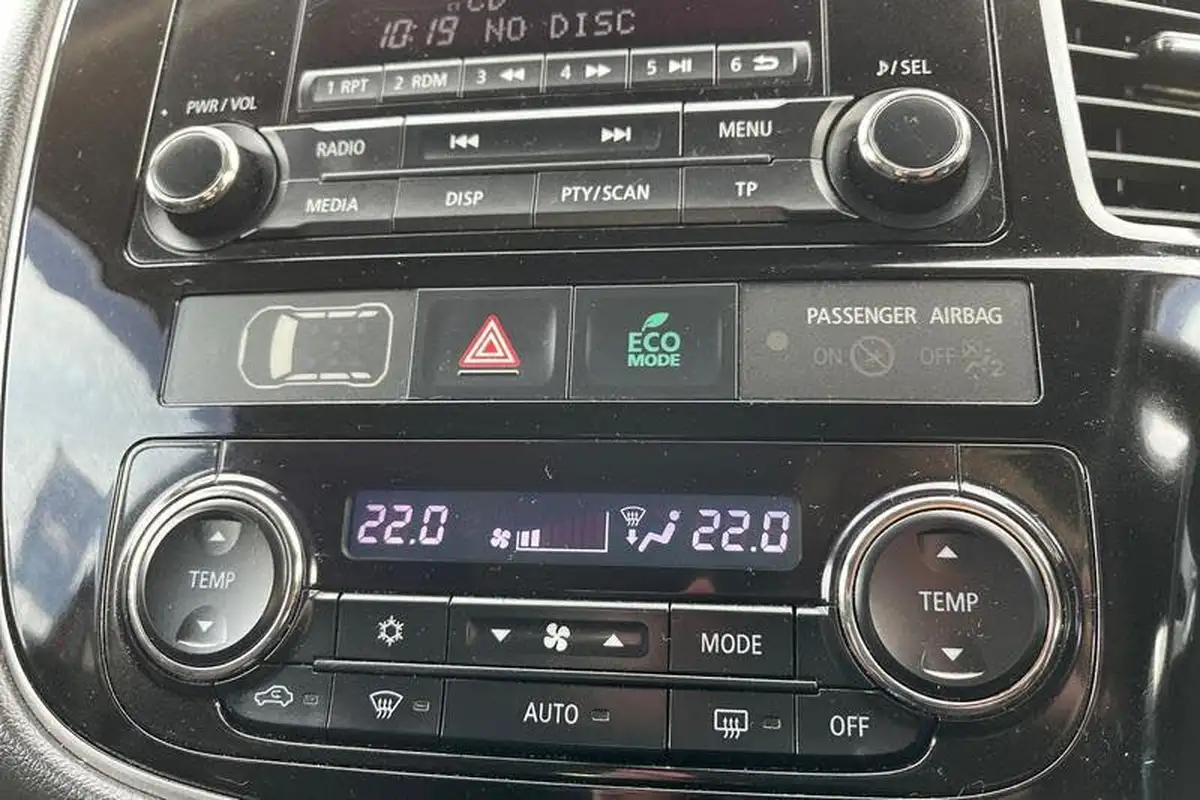 CD
10:19 NO DISC
1 RPT 2 RDM 3 4 5 6
PWR/VOL
/SEL
RADIO
MENU
MEDIA
DISP
PTY/SCAN
TP
ECO
MODE
PASSENGER AIRBAG
ON OFF
22.0
22.0
TEMP
TEMP
MODE
AUTO
OFF